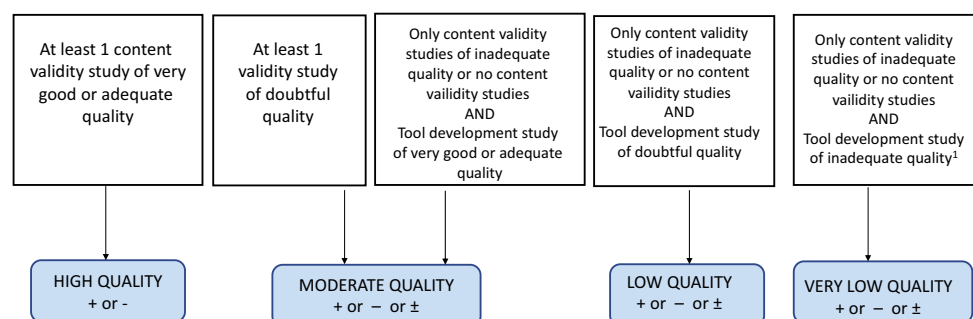 At least 1 content
validity study of very
good or adequate
quality
At least 1
validity study
of doubtful
quality
Only content validity
studies of inadequate
quality or no content
vailidity studies
AND
Tool development study
of very good or adequate
quality
Only content validity
studies of inadequate
quality or no content
vailidity studies
AND
Tool development study
of doubtful quality
Only content validity
studies of inadequate
quality or no content
vailidity studies
AND
Tool development study
of inadequate quality¹
HIGH QUALITY
+ or -
MODERATE QUALITY
+ or – or ±
LOW QUALITY
+ or – or ±
VERY LOW QUALITY
+ or – or ±